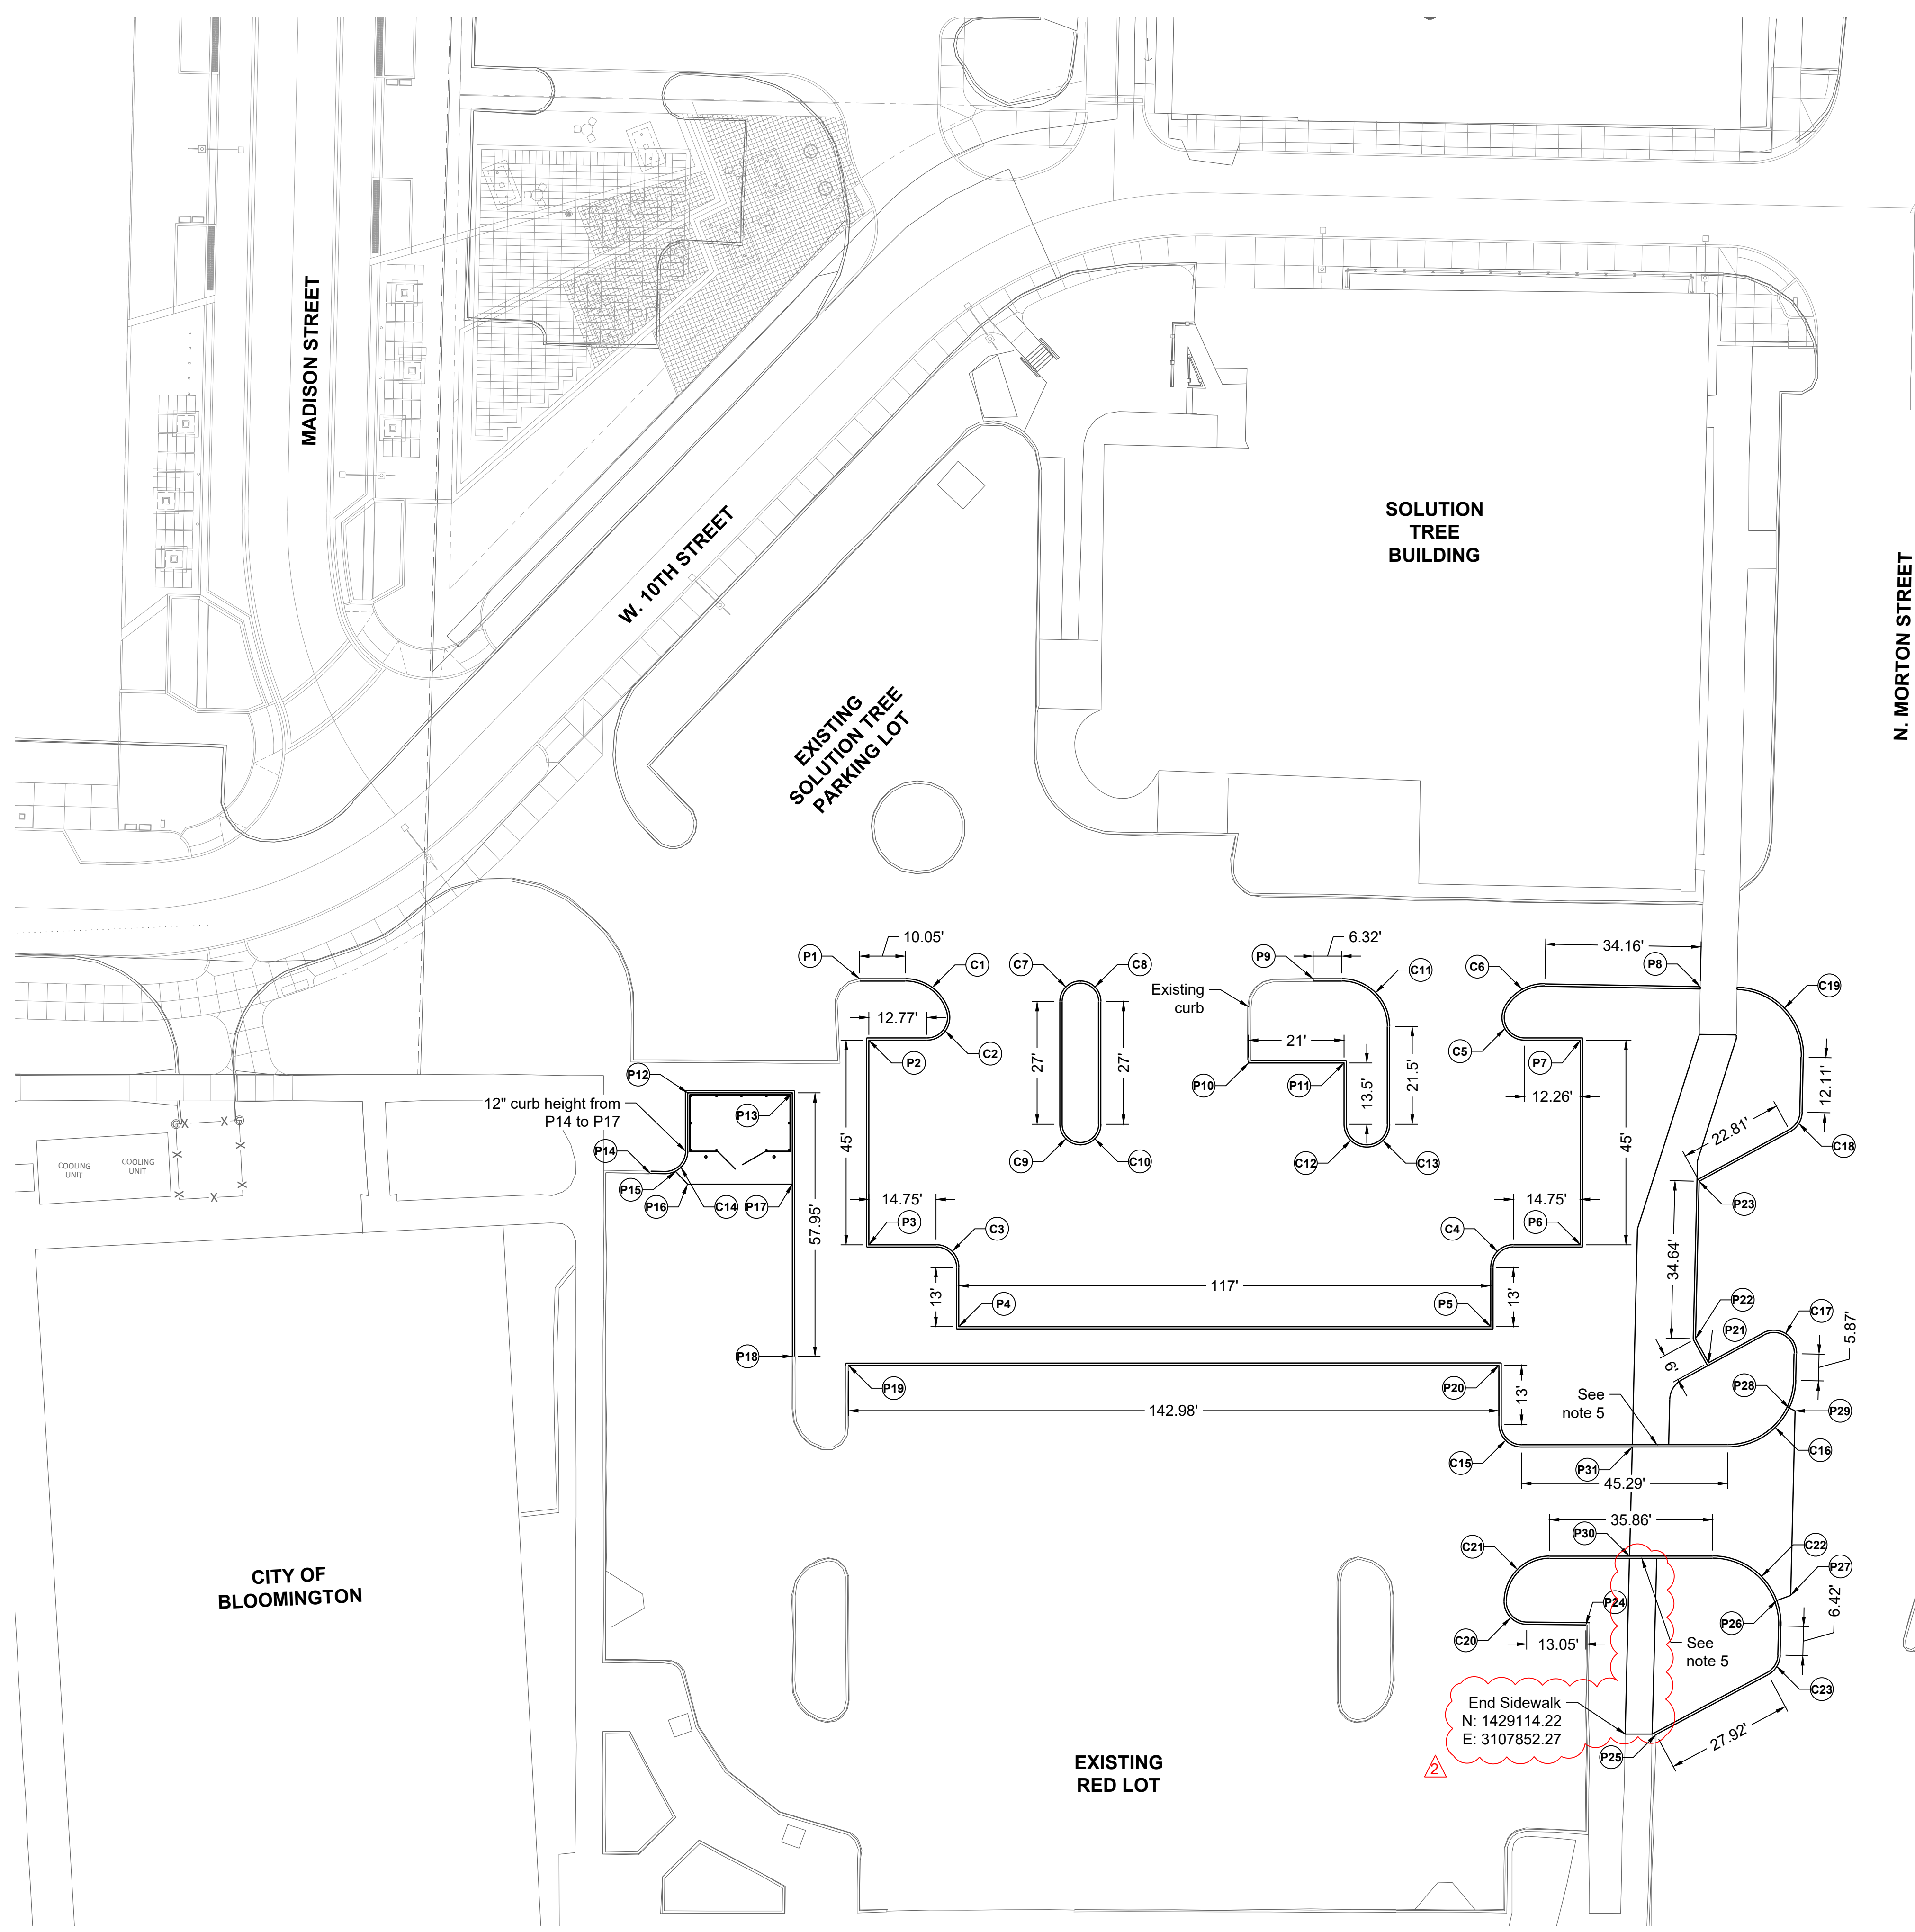 MADISON STREET
W. 10TH STREET
SOLUTION
TREE
BUILDING
N. MORTON STREET
EXISTING
SOLUTION TREE
PARKING LOT
P1
10.05'
C1
C7
C8
P9
6.32'
C11
C6
34.16'
P8
C19
Existing
curb
12.77'
C2
P2
27'
27'
21'
P10
P11
13.5'
21.5'
C5
P7
12.26'
12.11'
22.81'
C18
P12
12" curb height from
P14 to P17
P13
P14
P15
P16
C14
P17
45'
57.95'
C9
C10
C12
C13
45'
14.75'
P3
C3
14.75'
P6
C4
P23
34.64'
COOLING
UNIT
COOLING
UNIT
13'
P4
117'
P5
13'
P22
P21
C17
5.87'
6'
P18
P19
142.98'
P20
13'
See
note 5
P28
P29
C15
P31
C16
45.29'
35.86'
P30
C21
C22
P27
P24
6.42'
P26
C20
13.05'
See
note 5
C23
End Sidewalk
N: 1429114.22
E: 3107852.27
27.92'
P25
2
CITY OF
BLOOMINGTON
EXISTING
RED LOT